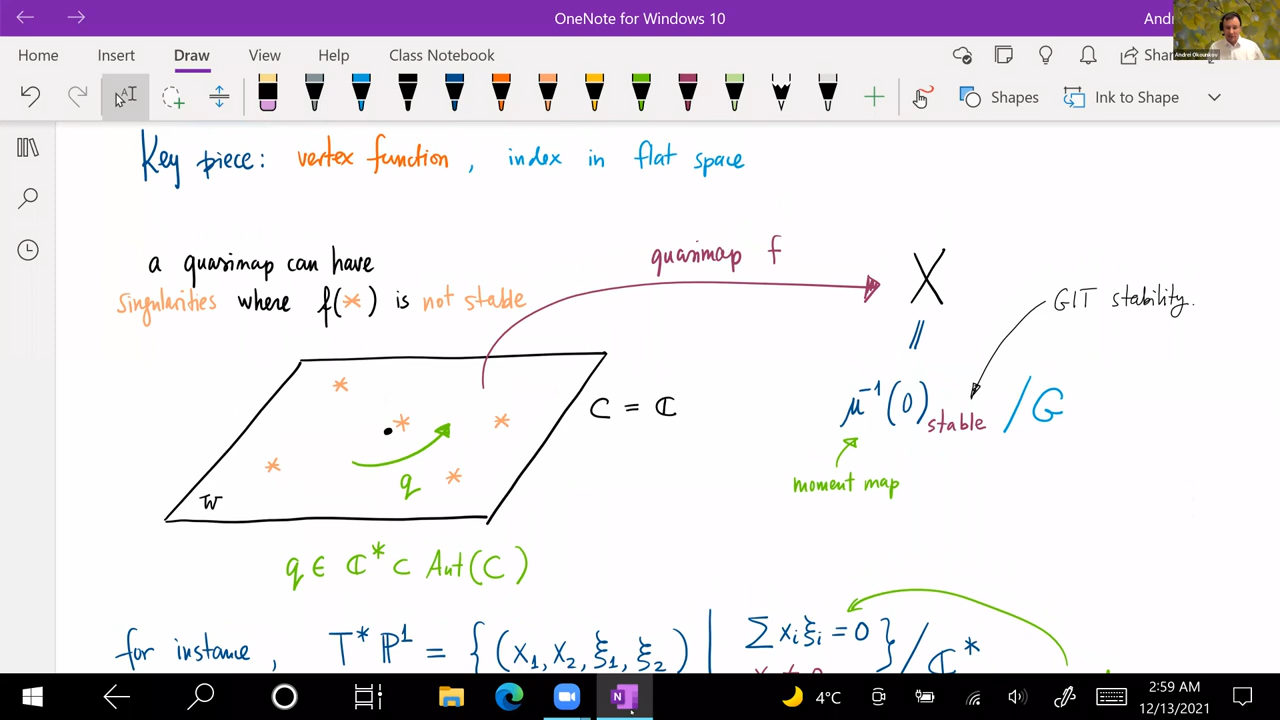 OneNote for Windows 10
Andrei Okounkov
Home Insert Draw View Help Class Notebook
Shapes Ink to Shape
Key piece: vertex function, index in flat space
a quasimap can have
singularities where f(*) is not stable
quasimap f
X
GIT stability.
C = ℂ
μ⁻¹(0) stable / G
moment map
q
w
q ∈ ℂ* ⊂ Aut(C)
for instance, T*ℙ¹ = { (x₁, x₂, ξ₁, ξ₂) | ∑ xᵢξᵢ = 0 } / ℂ*
4°C
2:59 AM
12/13/2021